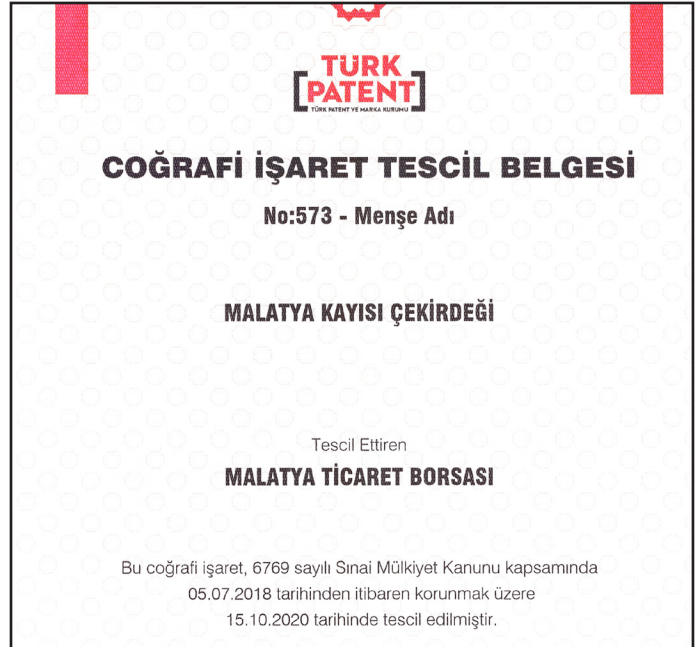 TÜRK
PATENT
TÜRK PATENT VE MARKA KURUMU
COĞRAFİ İŞARET TESCİL BELGESİ
No:573 - Menşe Adı
MALATYA KAYISI ÇEKİRDEĞİ
Tescil Ettiren
MALATYA TİCARET BORSASI
Bu coğrafi işaret, 6769 sayılı Sınai Mülkiyet Kanunu kapsamında
05.07.2018 tarihinden itibaren korunmak üzere
15.10.2020 tarihinde tescil edilmiştir.